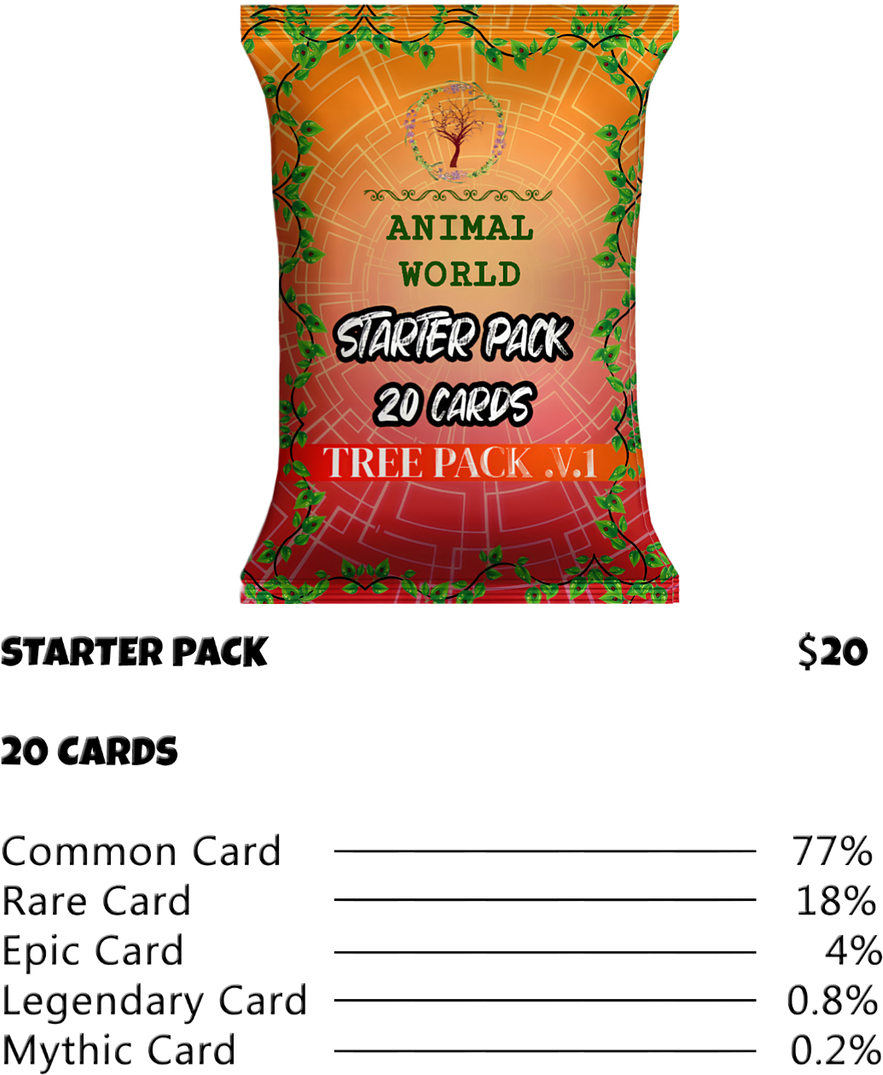 ANIMAL
WORLD
STARTER PACK
20 CARDS
TREE PACK .V.1
STARTER PACK $20
20 CARDS
Common Card 77%
Rare Card 18%
Epic Card 4%
Legendary Card 0.8%
Mythic Card 0.2%